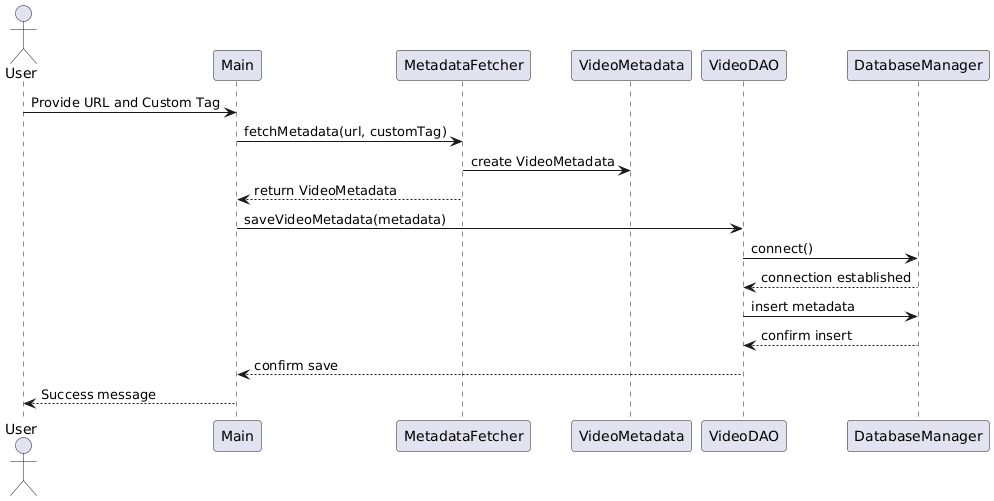 User
Main
MetadataFetcher
VideoMetadata
VideoDAO
DatabaseManager
Provide URL and Custom Tag
fetchMetadata(url, customTag)
create VideoMetadata
return VideoMetadata
saveVideoMetadata(metadata)
connect()
connection established
insert metadata
confirm insert
confirm save
Success message
User
Main
MetadataFetcher
VideoMetadata
VideoDAO
DatabaseManager